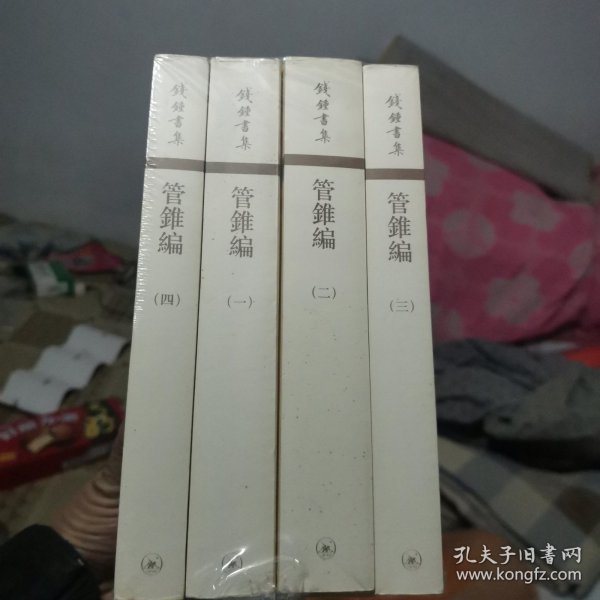 錢鍾書集
管錐編
（四）
錢鍾書集
管錐編
（一）
錢鍾書集
管錐編
（二）
錢鍾書集
管錐編
（三）
孔夫子旧书网
www.kongfz.com